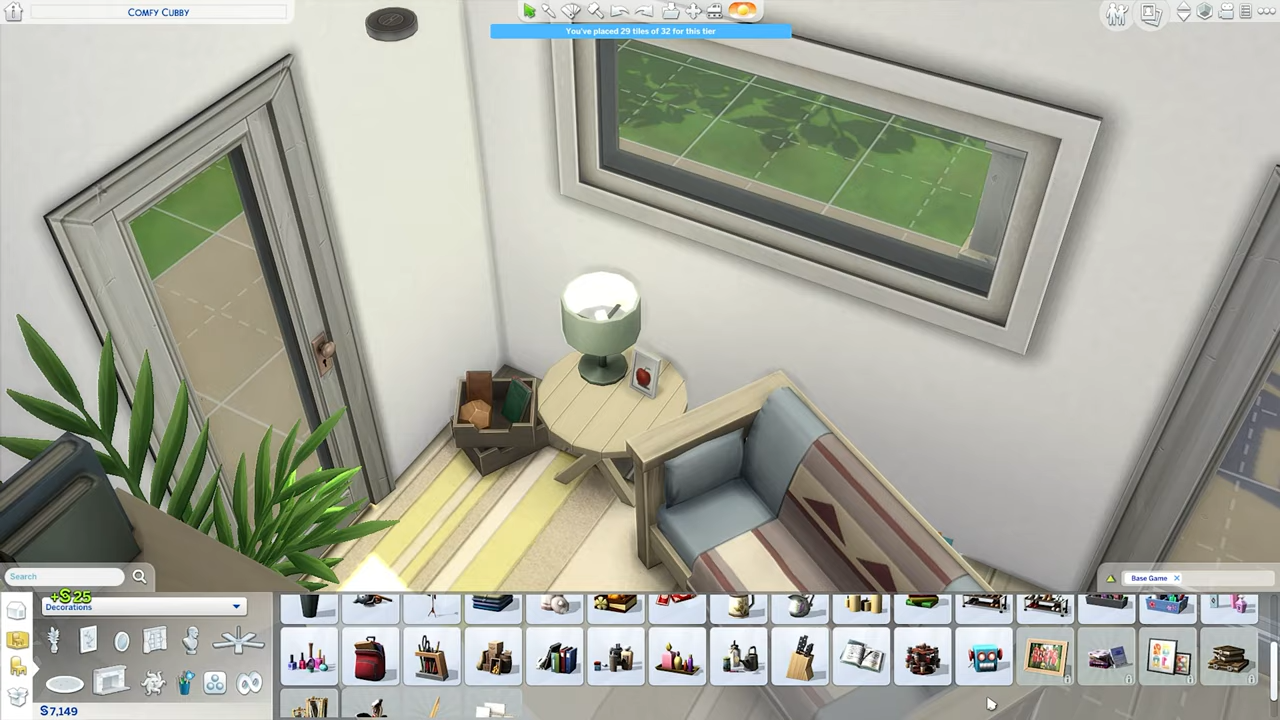 COMFY CUBBY
You've placed 29 tiles of 32 for this tier
Search
Base Game
+§25
Decorations
§7,149